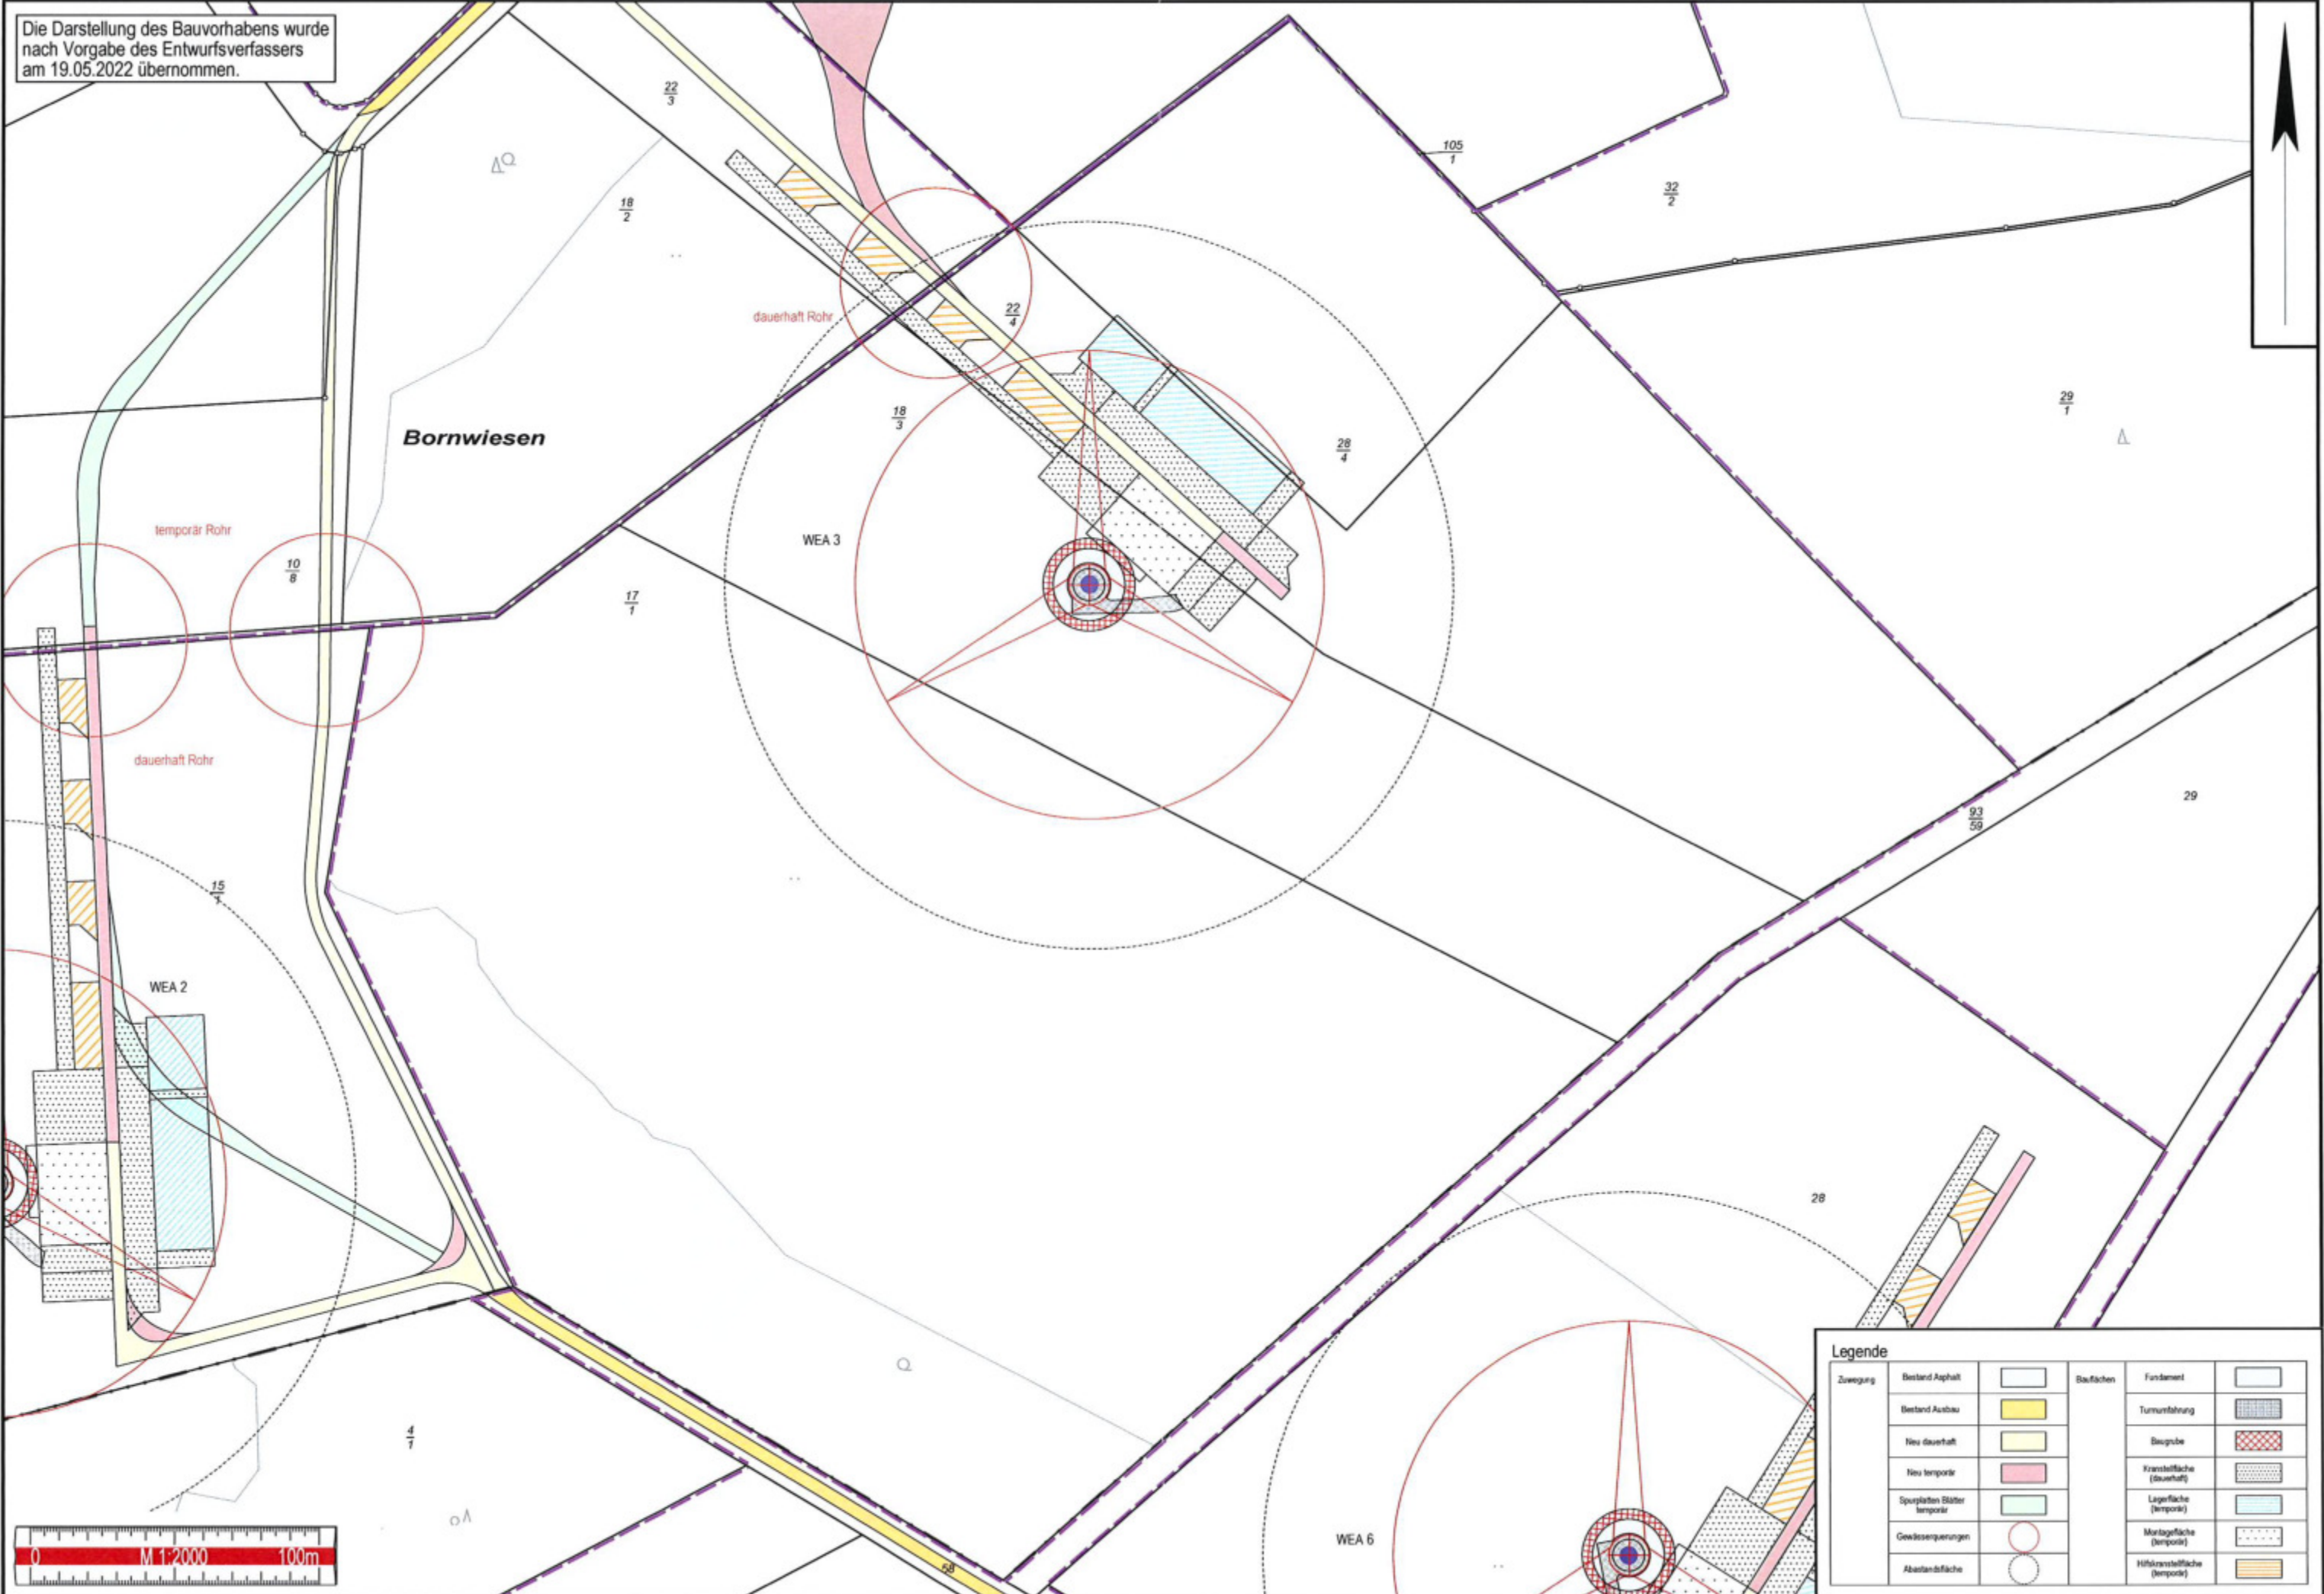 Die Darstellung des Bauvorhabens wurde
nach Vorgabe des Entwurfsverfassers
am 19.05.2022 übernommen.
22
3
105
1
18
2
32
2
dauerhaft Rohr
22
4
18
3
29
1
Bornwiesen
28
4
temporär Rohr
WEA 3
10
8
17
1
dauerhaft Rohr
29
93
59
15
1
WEA 2
28
4
1
WEA 6
58
0 M 1:2000 100m
Legende
Zuwegung
Bestand Asphalt
Bestand Ausbau
Neu dauerhaft
Neu temporär
Spurplatten Blätter
temporär
Gewässerquerungen
Abastandsfläche
Bauflächen
Fundament
Turmumfahrung
Baugrube
Kranstellfläche
(dauerhaft)
Lagerfläche
(temporär)
Montagefläche
(temporär)
Hilfskranstellfläche
(temporär)